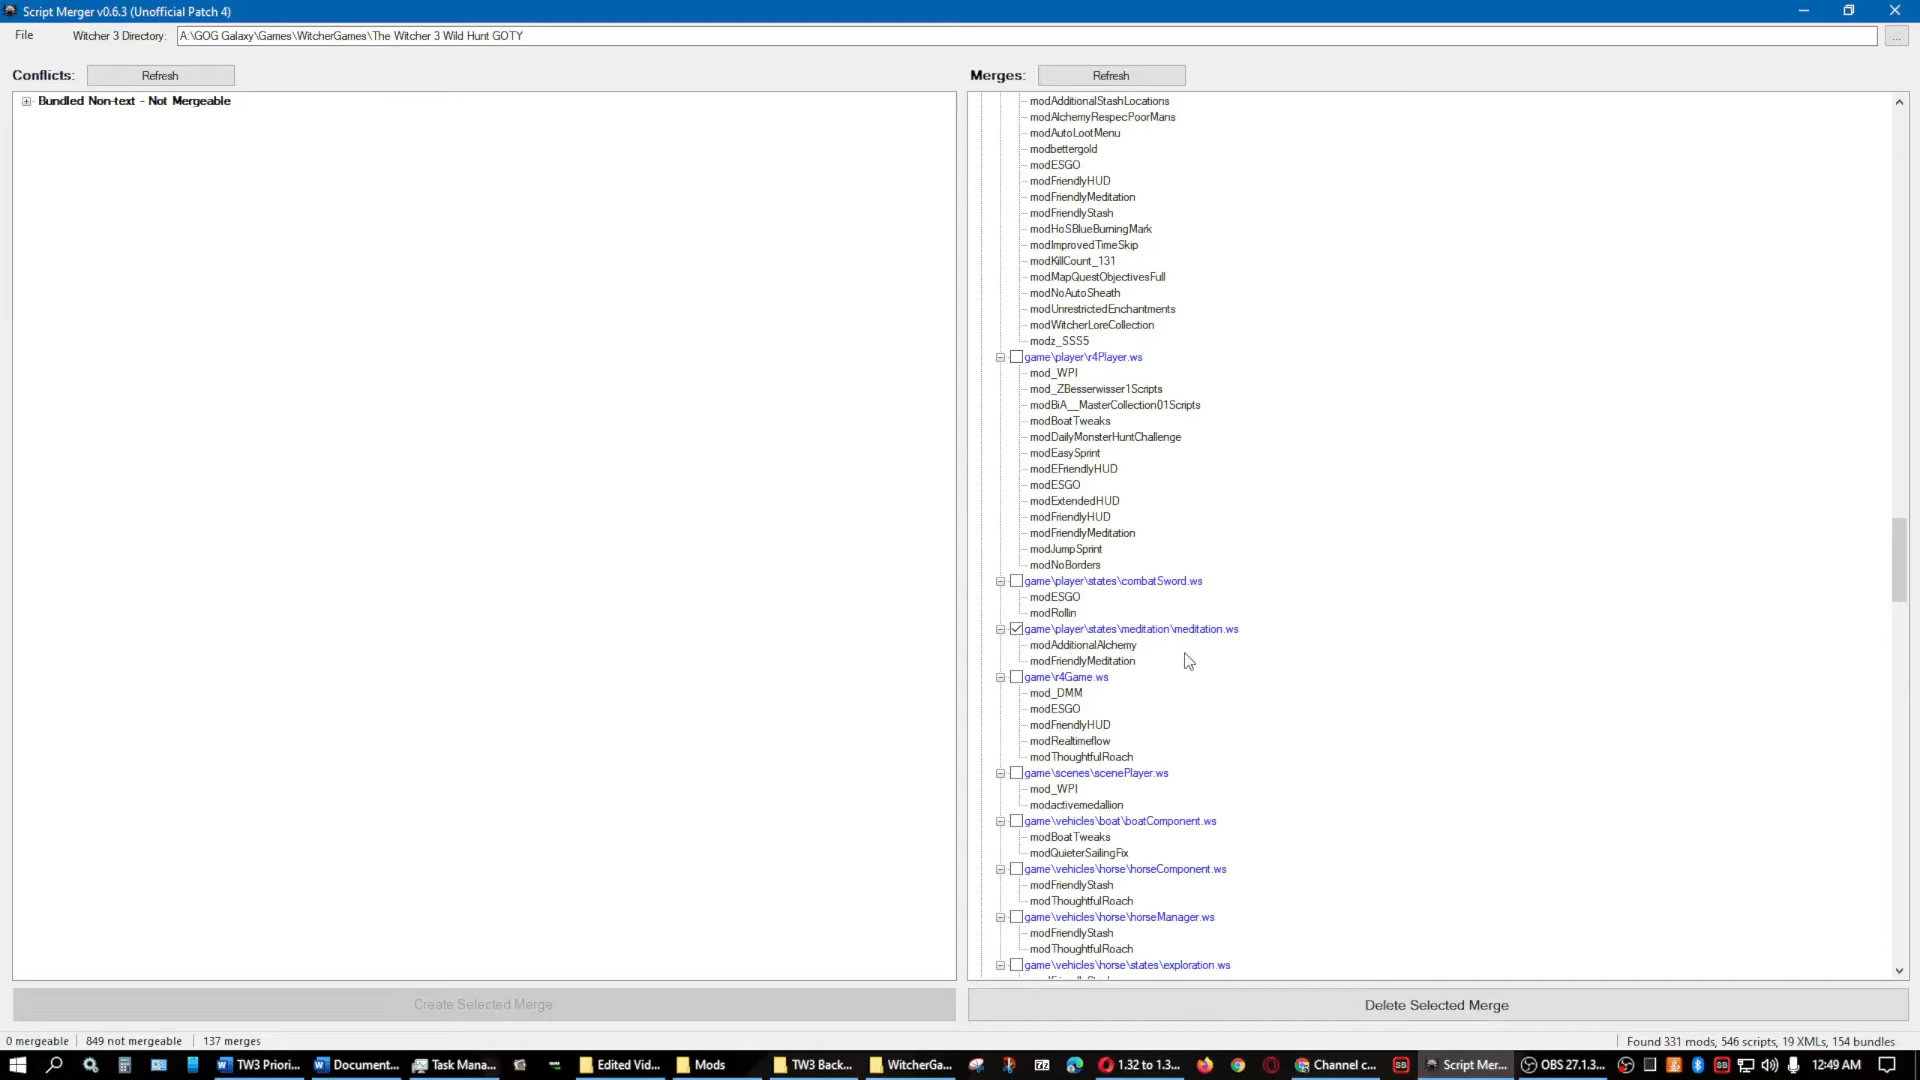 Script Merger v0.6.3 (Unofficial Patch 4)
File
Witcher 3 Directory: A:\GOG Galaxy\Games\WitcherGames\The Witcher 3 Wild Hunt GOTY
...
Conflicts: Refresh
Bundled Non-text - Not Mergeable
Create Selected Merge
Merges: Refresh
modAdditionalStashLocations
modAlchemyRespecPoorMans
modAutoLootMenu
modbettergold
modESGO
modFriendlyHUD
modFriendlyMeditation
modFriendlyStash
modHoSBlueBurningMark
modImprovedTimeSkip
modKillCount_131
modMapQuestObjectivesFull
modNoAutoSheath
modUnrestrictedEnchantments
modWitcherLoreCollection
modz_SSS5
game\player\r4Player.ws
mod_WPI
mod_ZBesserwisser1Scripts
modBiA__MasterCollection01Scripts
modBoatTweaks
modDailyMonsterHuntChallenge
modEasySprint
modEFriendlyHUD
modESGO
modExtendedHUD
modFriendlyHUD
modFriendlyMeditation
modJumpSprint
modNoBorders
game\player\states\combatSword.ws
modESGO
modRollin
game\player\states\meditation\meditation.ws
modAdditionalAlchemy
modFriendlyMeditation
game\r4Game.ws
mod_DMM
modESGO
modFriendlyHUD
modRealtimeflow
modThoughtfulRoach
game\scenes\scenePlayer.ws
mod_WPI
modactivemedallion
game\vehicles\boat\boatComponent.ws
modBoatTweaks
modQuieterSailingFix
game\vehicles\horse\horseComponent.ws
modFriendlyStash
modThoughtfulRoach
game\vehicles\horse\horseManager.ws
modFriendlyStash
modThoughtfulRoach
game\vehicles\horse\states\exploration.ws
Delete Selected Merge
0 mergeable 849 not mergeable 137 merges
Found 331 mods, 546 scripts, 19 XMLs, 154 bundles
TW3 Priori... Document... Task Mana... Edited Vid... Mods TW3 Back... WitcherGa... 7Z 1.32 to 1.3... Channel c... SB Script Mer... OBS 27.1.3... SB 12:49 AM